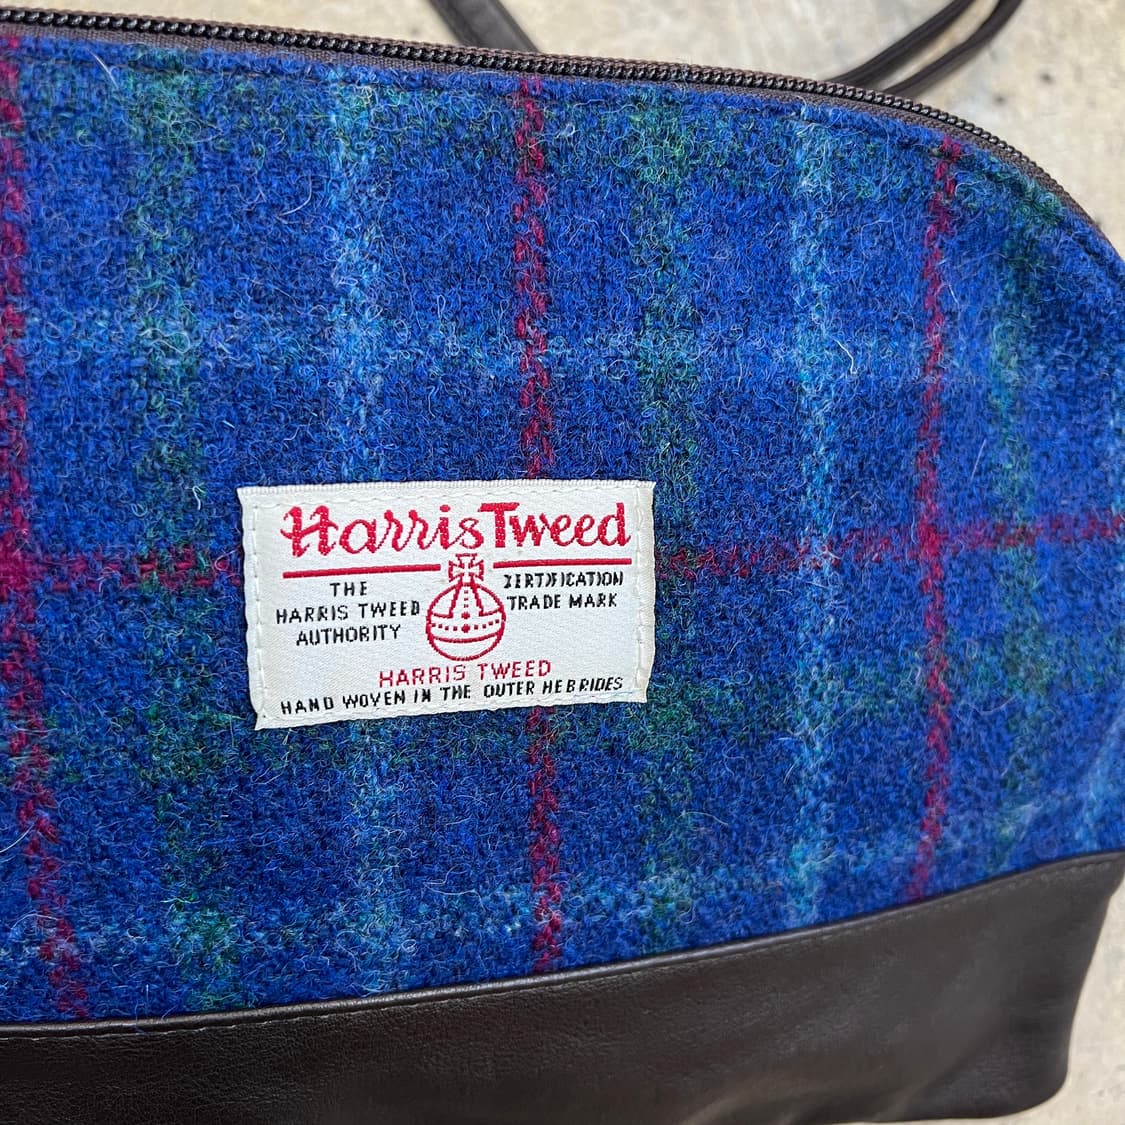 Harris Tweed
THE
HARRIS TWEED
AUTHORITY
CERTIFICATION
TRADE MARK
HARRIS TWEED
HAND WOVEN IN THE OUTER HEBRIDES